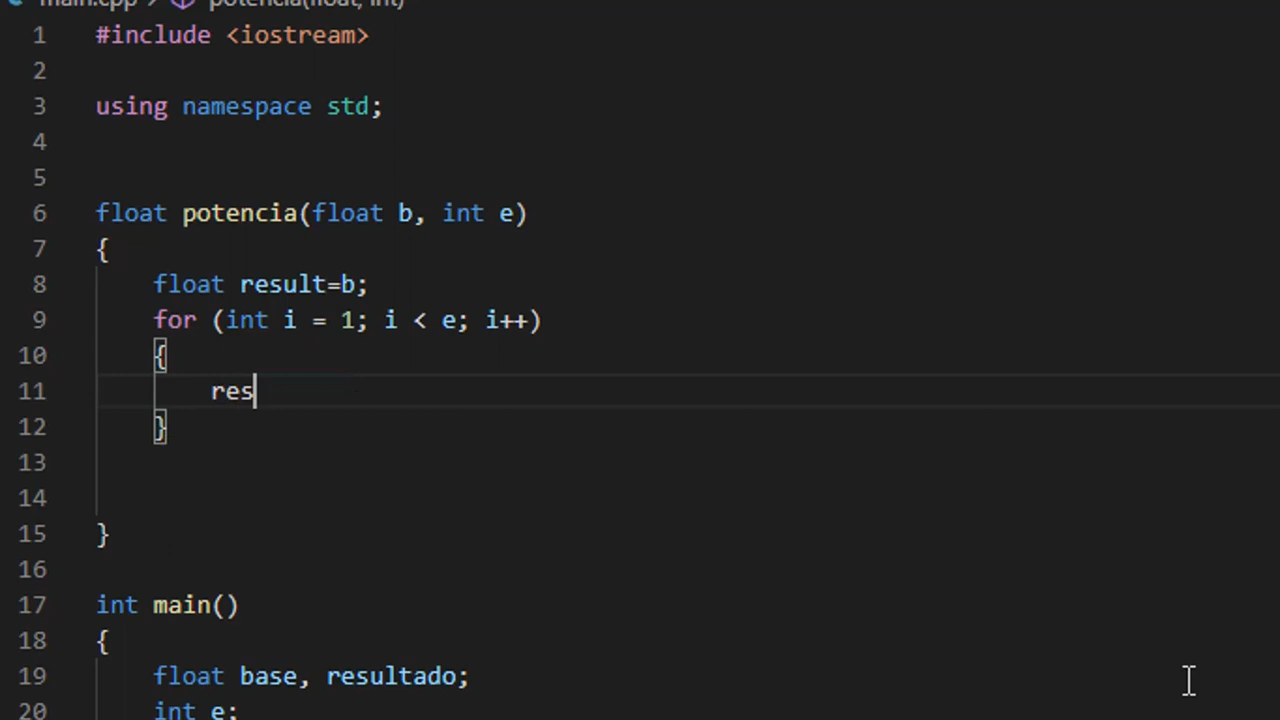 main.cpp > potencia(float, int)
1 #include <iostream>
2
3 using namespace std;
4
5
6 float potencia(float b, int e)
7 {
8 float result=b;
9 for (int i = 1; i < e; i++)
10 {
11 res
12 }
13
14
15 }
16
17 int main()
18 {
19 float base, resultado;
20 int e;